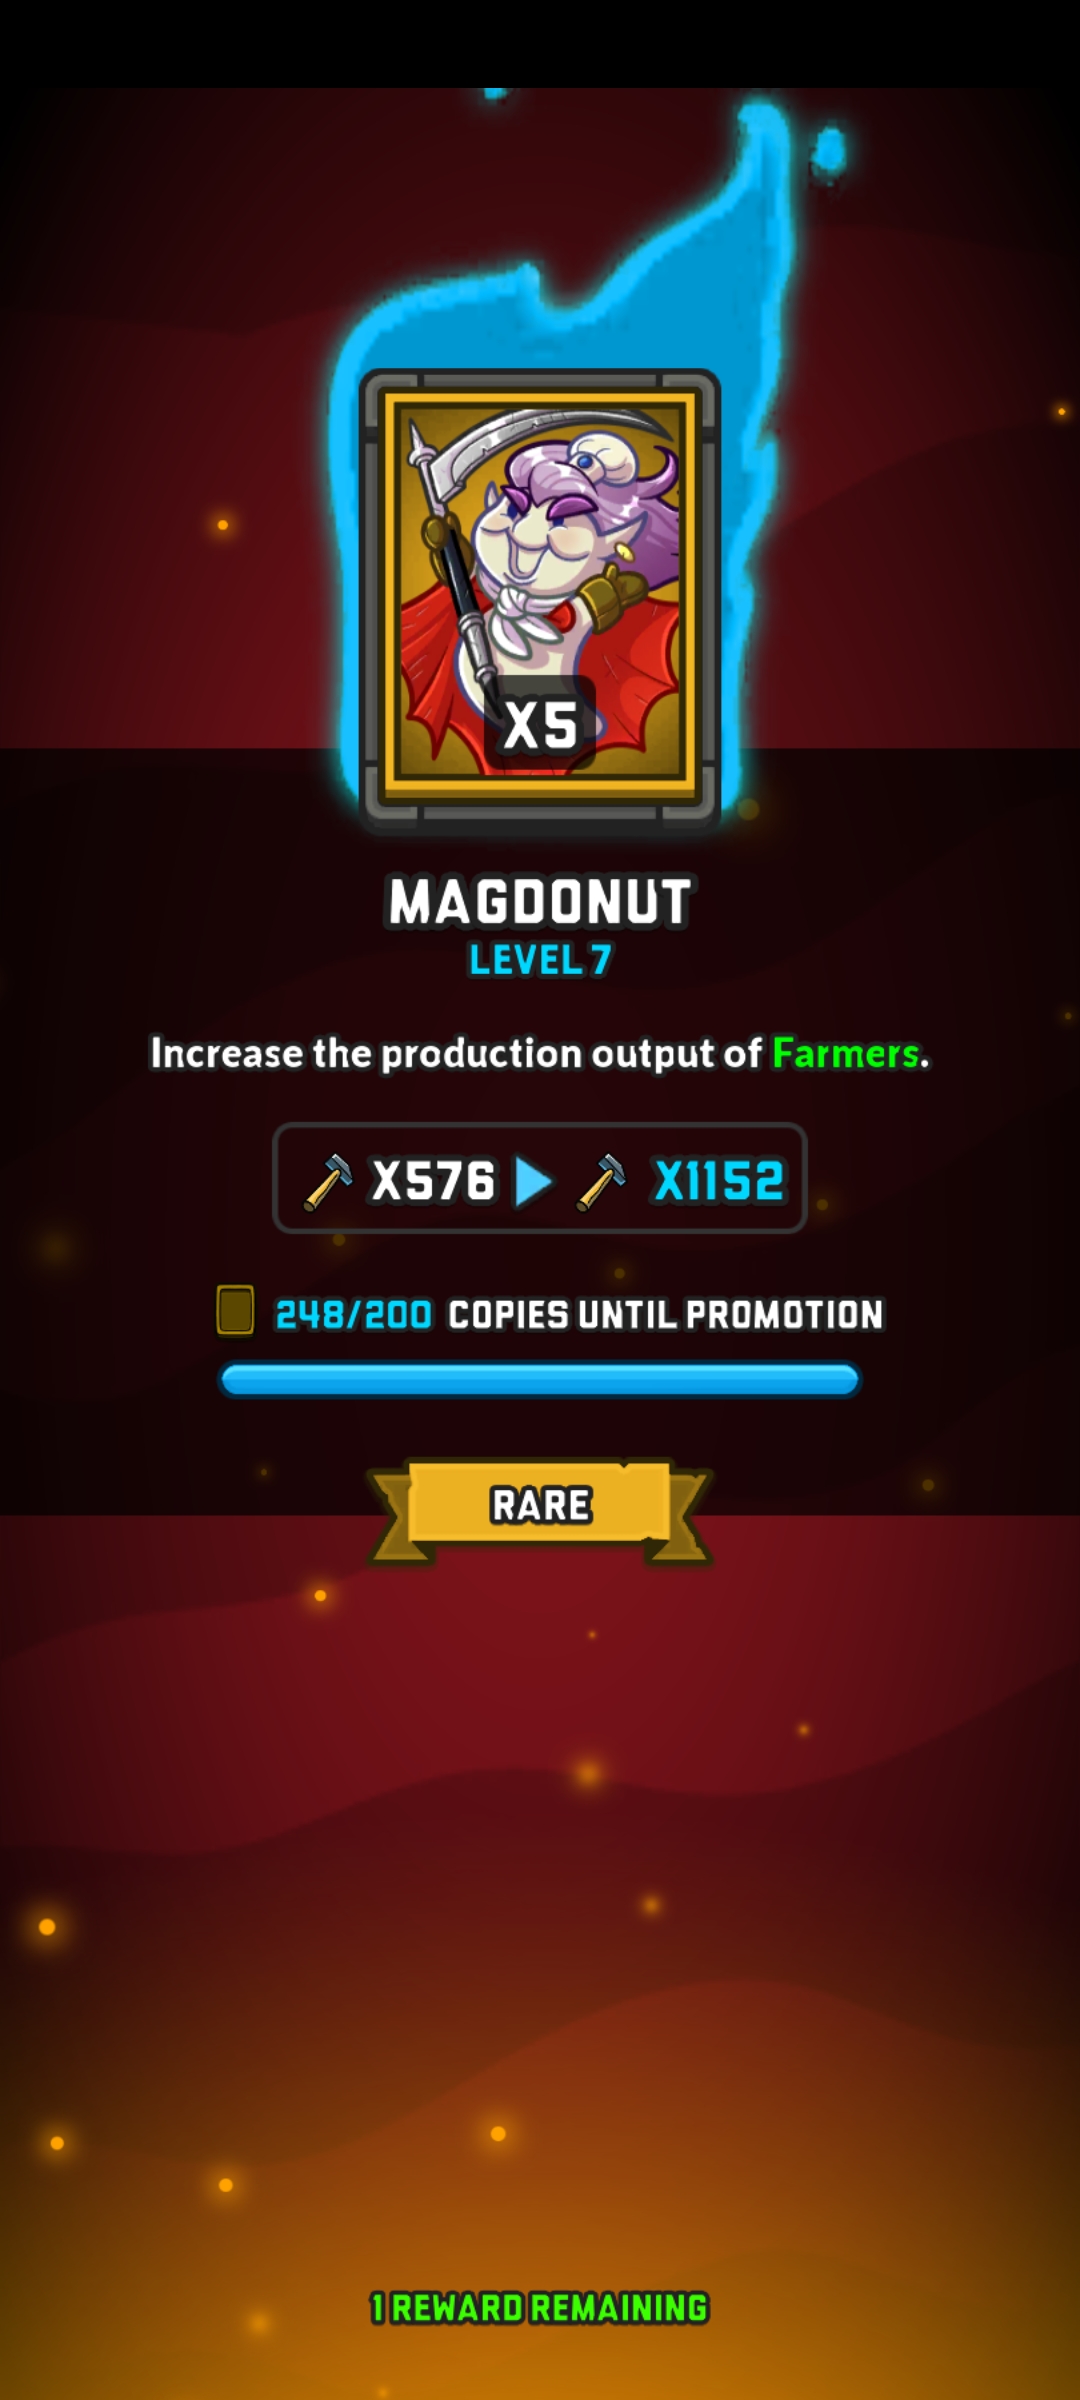 X5
MAGDONUT
LEVEL 7
Increase the production output of Farmers.
X576 X1152
248/200 COPIES UNTIL PROMOTION
RARE
1 REWARD REMAINING